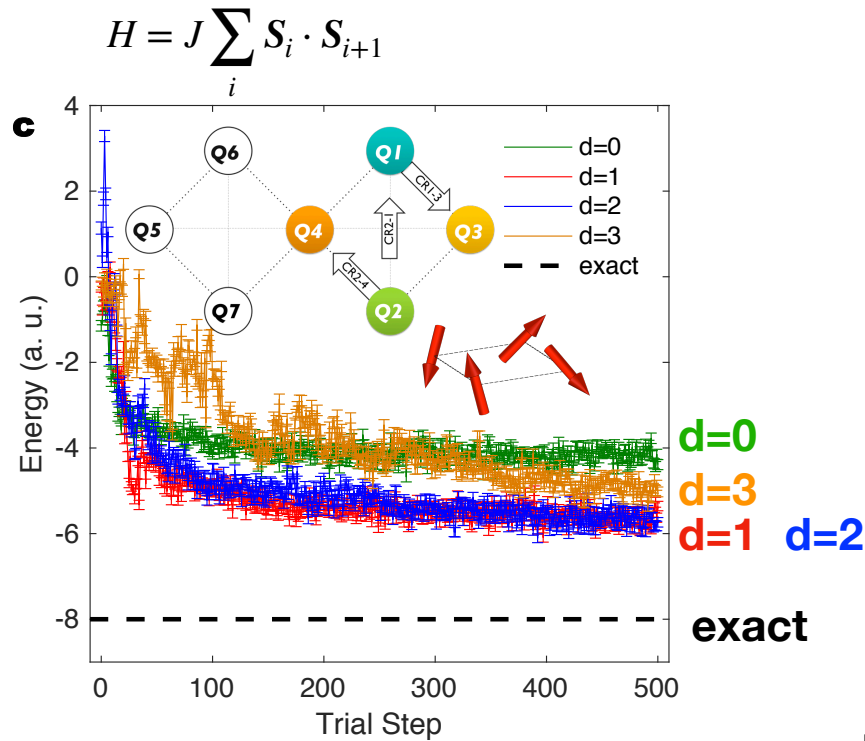 H = J ∑ᵢ Sᵢ · Sᵢ₊₁
c
4
2
0
-2
-4
-6
-8
Energy (a. u.)
0 100 200 300 400 500
Trial Step
Q6
Q5
Q4
Q7
Q1
Q3
Q2
CR1-3
CR2-1
CR2-4
d=0
d=1
d=2
d=3
exact
d=0
d=3
d=1 d=2
exact